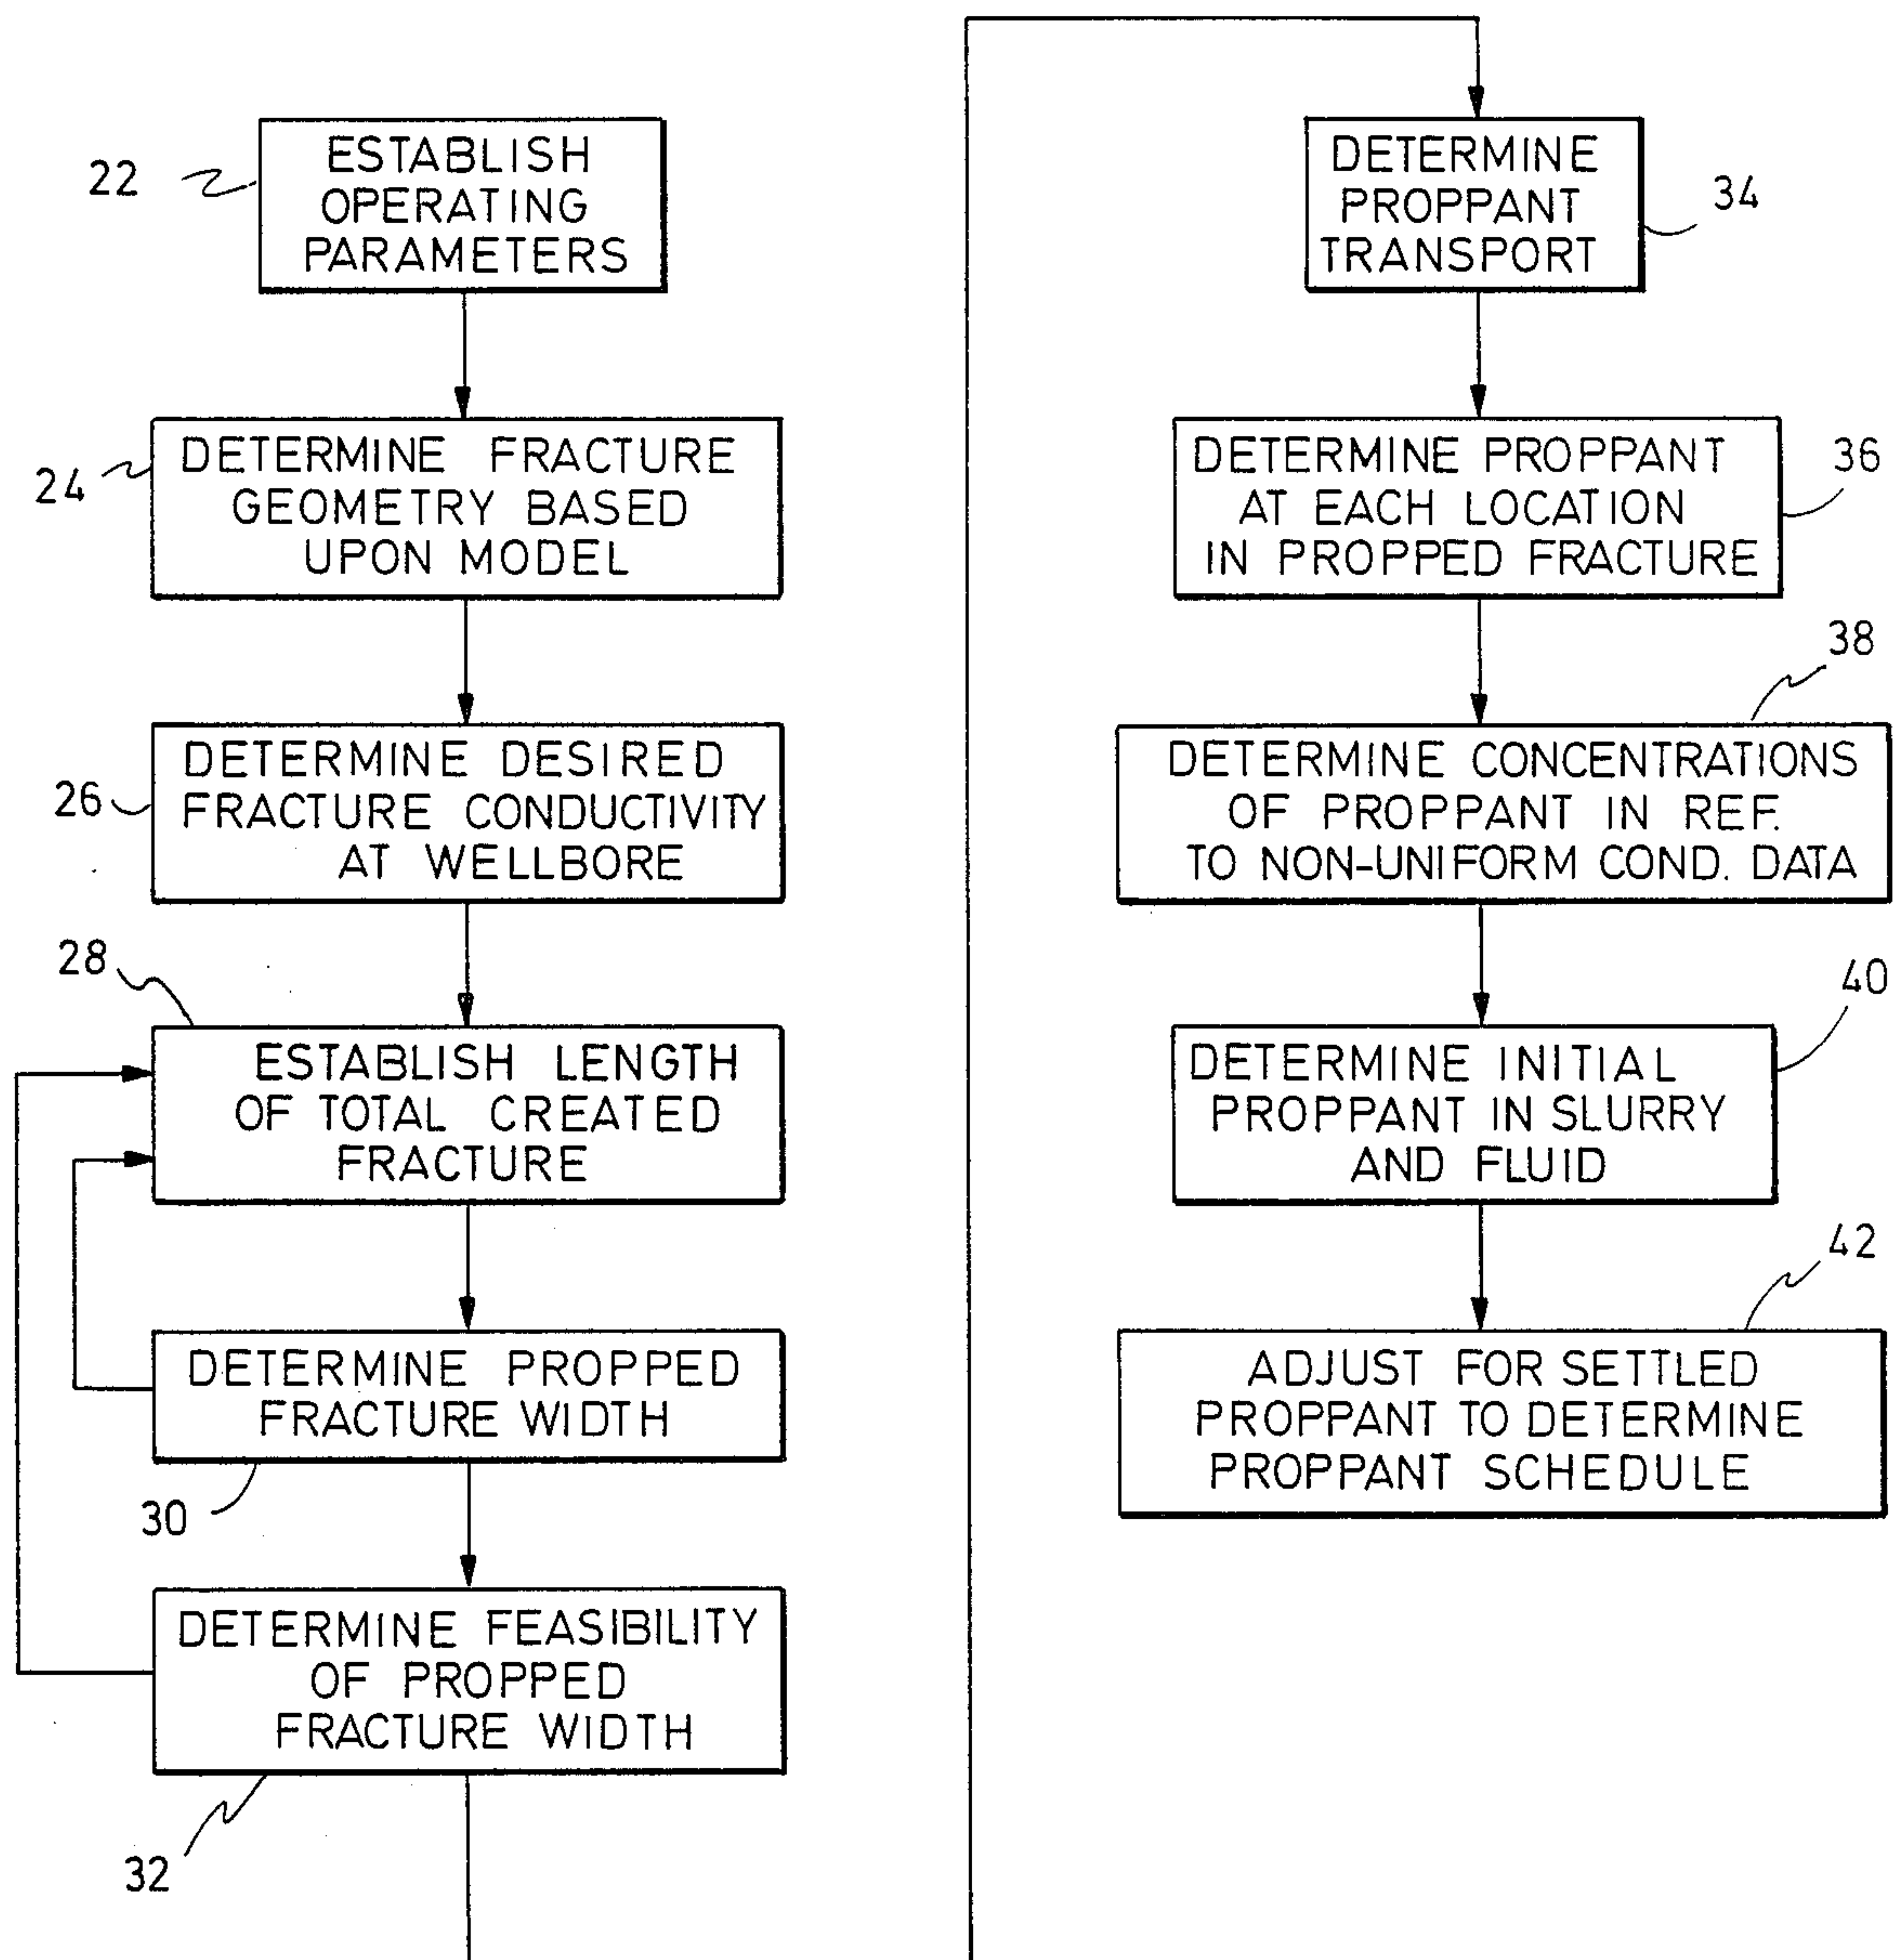 22
ESTABLISH
OPERATING
PARAMETERS
24
DETERMINE FRACTURE
GEOMETRY BASED
UPON MODEL
26
DETERMINE DESIRED
FRACTURE CONDUCTIVITY
AT WELLBORE
28
ESTABLISH LENGTH
OF TOTAL CREATED
FRACTURE
DETERMINE PROPPED
FRACTURE WIDTH
30
DETERMINE FEASIBILITY
OF PROPPED
FRACTURE WIDTH
32
DETERMINE
PROPPANT
TRANSPORT
34
DETERMINE PROPPANT
AT EACH LOCATION
IN PROPPED FRACTURE
36
38
DETERMINE CONCENTRATIONS
OF PROPPANT IN REF.
TO NON-UNIFORM COND. DATA
40
DETERMINE INITIAL
PROPPANT IN SLURRY
AND FLUID
42
ADJUST FOR SETTLED
PROPPANT TO DETERMINE
PROPPANT SCHEDULE